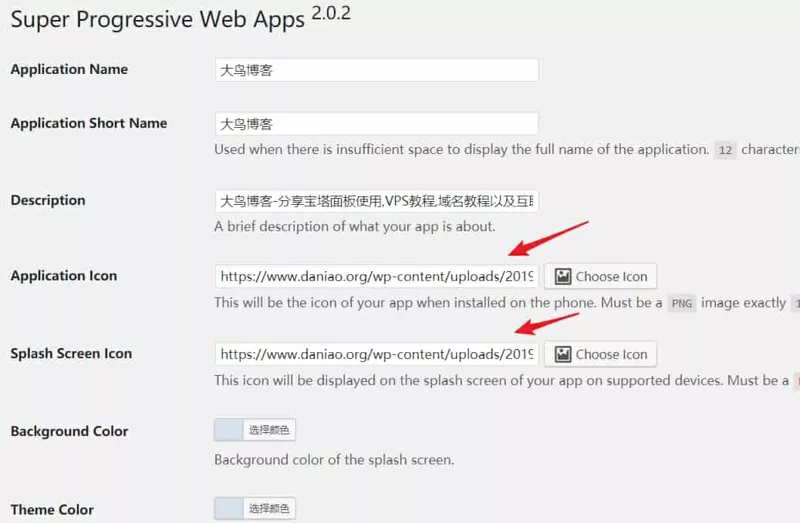 Super Progressive Web Apps 2.0.2
Application Name
大鸟博客
Application Short Name
大鸟博客
Used when there is insufficient space to display the full name of the application. 12 character
Description
大鸟博客-分享宝塔面板使用,VPS教程,域名教程以及互
A brief description of what your app is about.
Application Icon
https://www.daniao.org/wp-content/uploads/2019
Choose Icon
This will be the icon of your app when installed on the phone. Must be a PNG image exactly 1
Splash Screen Icon
https://www.daniao.org/wp-content/uploads/2019
Choose Icon
This icon will be displayed on the splash screen of your app on supported devices. Must be a
Background Color
选择颜色
Background color of the splash screen.
Theme Color
选择颜色